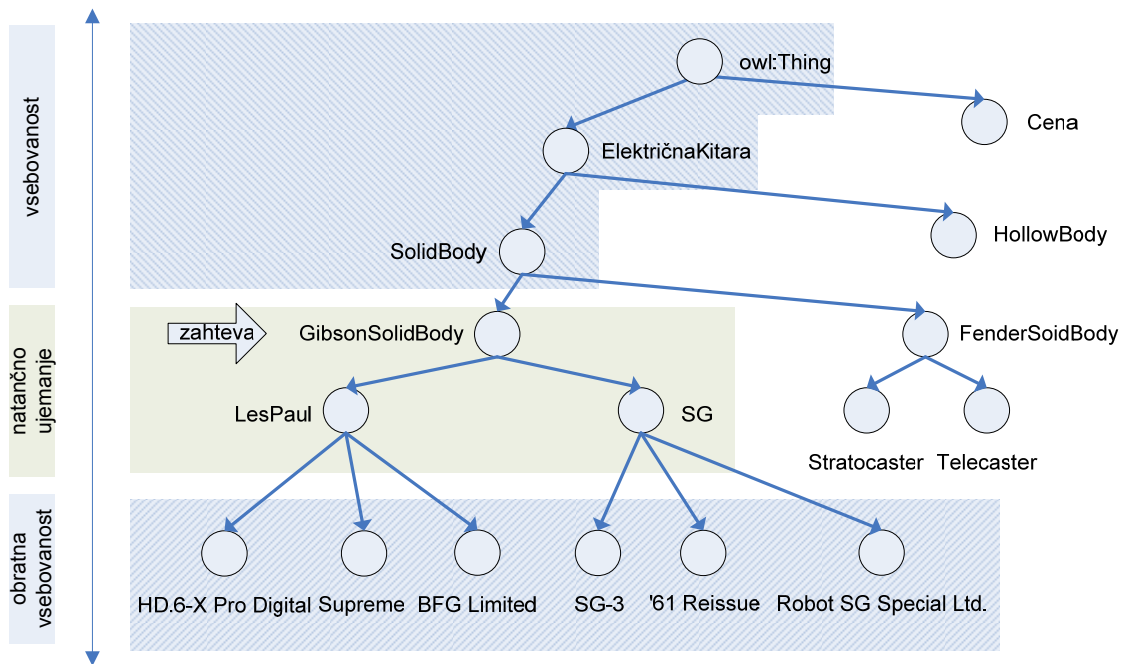 vsebovanost
owl:Thing
Cena
ElektričnaKitara
HollowBody
SolidBody
natančno
ujemanje
zahteva
GibsonSolidBody
FenderSoidBody
LesPaul
SG
Stratocaster
Telecaster
obratna
vsebovanost
HD.6-X Pro Digital
Supreme
BFG Limited
SG-3
'61 Reissue
Robot SG Special Ltd.